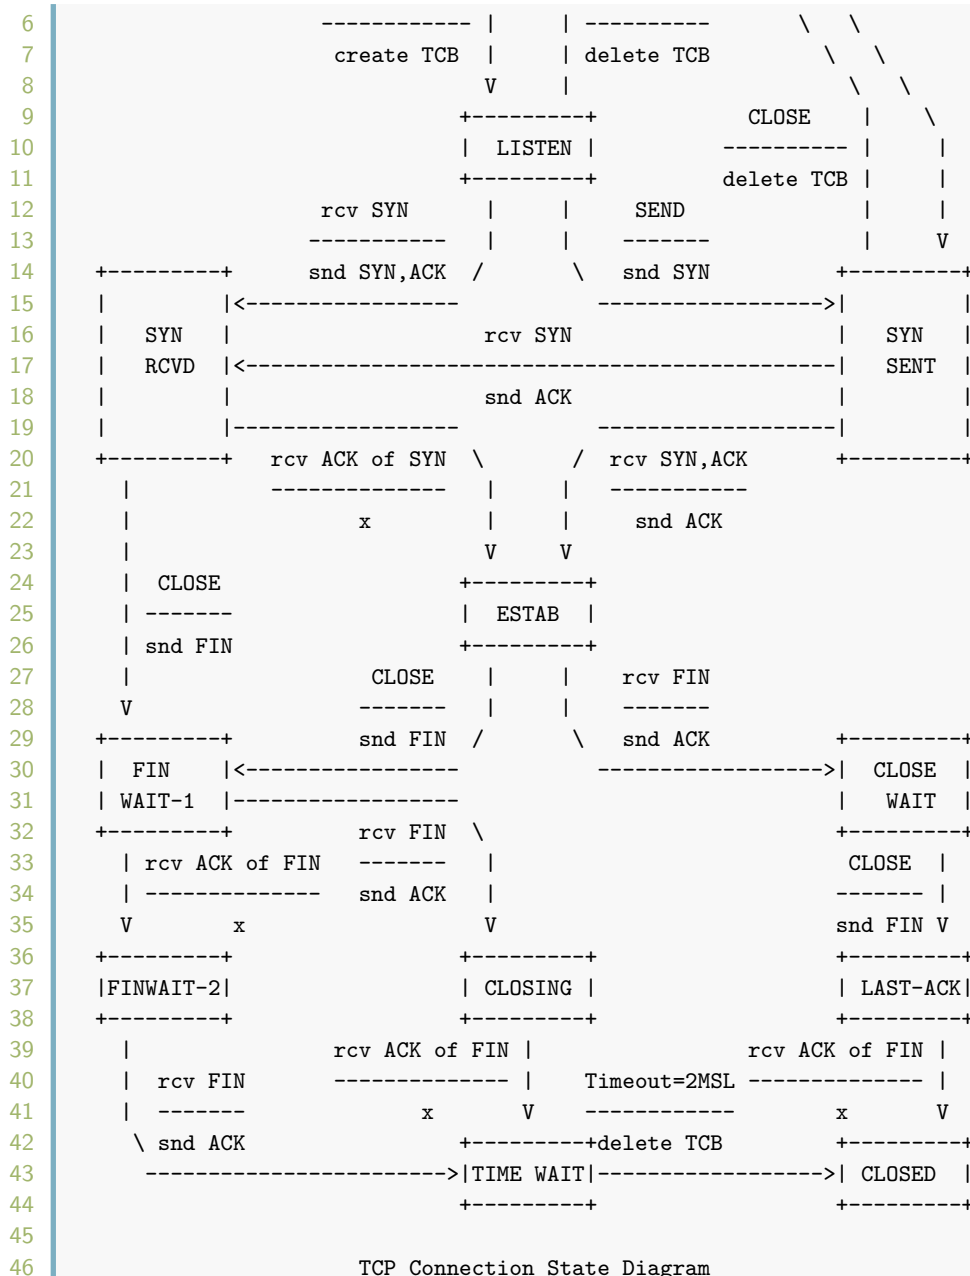 6                      ------------ |      | ----------       \   \
7                       create TCB  |      | delete TCB         \  \
8                                   V      |                      \   \
9                                 +---------+            CLOSE    |    \
10                                |  LISTEN |          ---------- |     |
11                                +---------+          delete TCB |     |
12                     rcv SYN      |     |     SEND              |     |
13                    -----------   |     |    -------            |     V
14   +---------+      snd SYN,ACK  /       \   snd SYN          +---------+
15   |         |<-----------------           ------------------>|         |
16   |   SYN   |                    rcv SYN                     |   SYN   |
17   |   RCVD  |<-----------------------------------------------|   SENT  |
18   |         |                    snd ACK                     |         |
19   |         |------------------           -------------------|         |
20   +---------+   rcv ACK of SYN  \       /  rcv SYN,ACK       +---------+
21     |           --------------   |     |   -----------
22     |                  x         |     |     snd ACK
23     |                            V     V
24     |  CLOSE                   +---------+
25     | -------                  |  ESTAB  |
26     | snd FIN                  +---------+
27     |                   CLOSE    |     |    rcv FIN
28     V                  -------   |     |    -------
29   +---------+          snd FIN  /       \   snd ACK          +---------+
30   |  FIN    |<-----------------           ------------------>|  CLOSE  |
31   | WAIT-1  |------------------                              |   WAIT  |
32   +---------+          rcv FIN  \                            +---------+
33     | rcv ACK of FIN   -------   |                            CLOSE  |
34     | --------------   snd ACK   |                           ------- |
35     V        x                   V                           snd FIN V
36   +---------+                  +---------+                   +---------+
37   |FINWAIT-2|                  | CLOSING |                   | LAST-ACK|
38   +---------+                  +---------+                   +---------+
39     |                rcv ACK of FIN |                 rcv ACK of FIN |
40     |  rcv FIN       -------------- |    Timeout=2MSL -------------- |
41     |  -------              x       V    ------------        x       V
42      \ snd ACK                 +---------+delete TCB         +---------+
43       ------------------------>|TIME WAIT|------------------>| CLOSED  |
44                                +---------+                   +---------+
45
46                        TCP Connection State Diagram